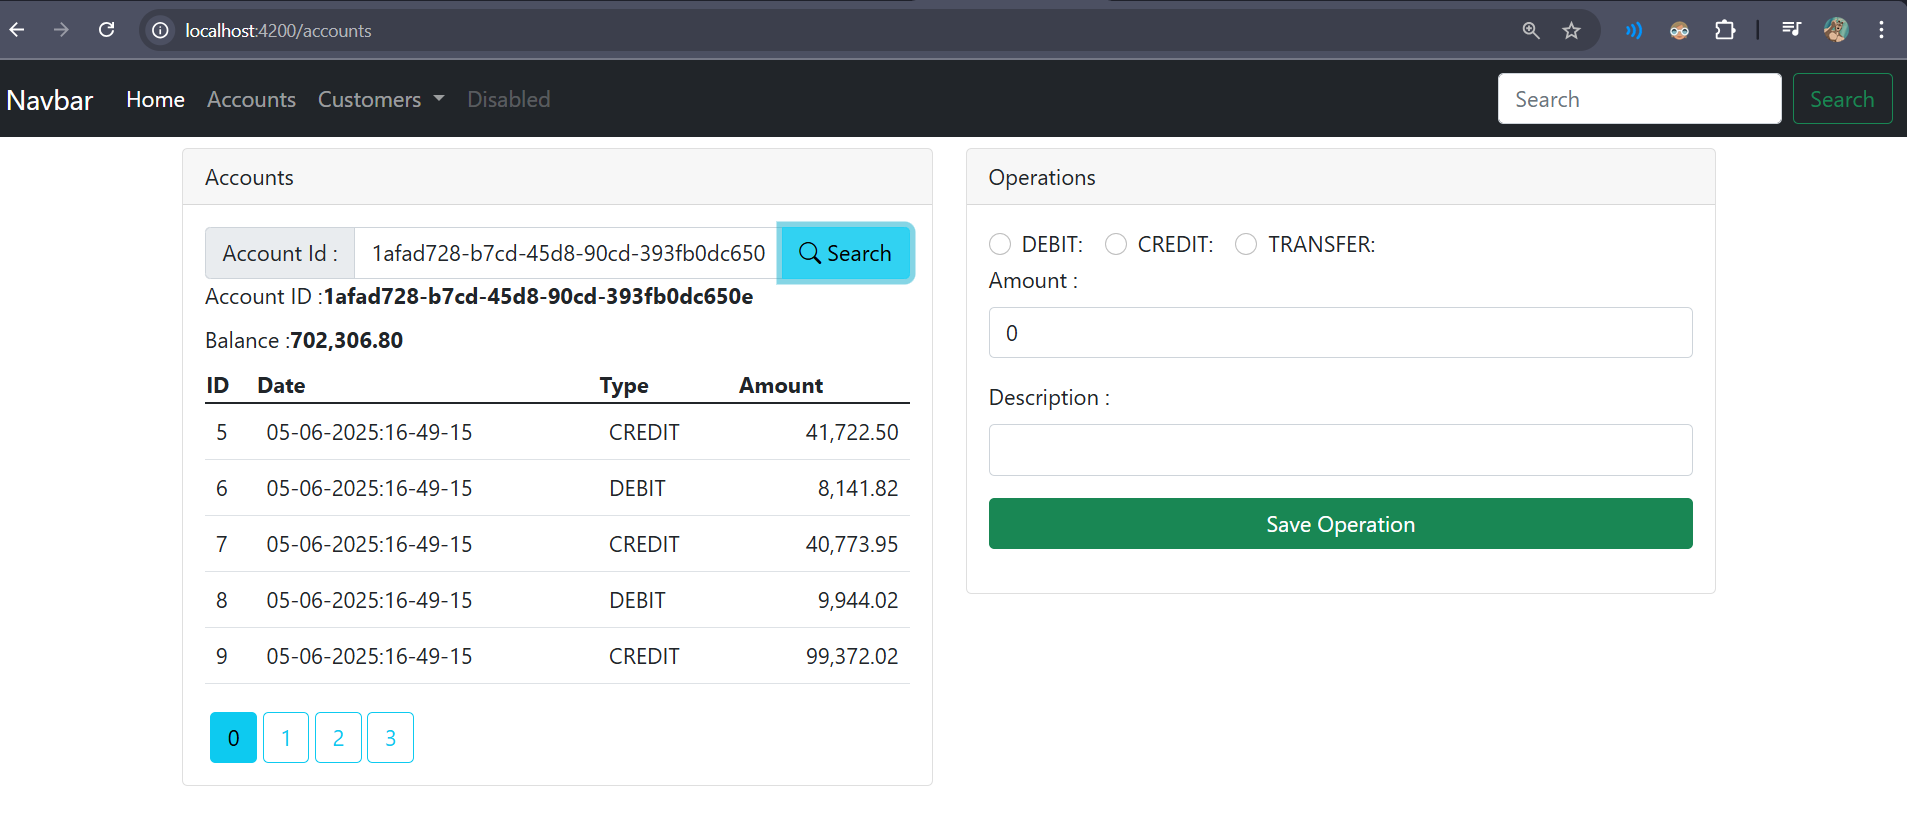 localhost:4200/accounts
Navbar Home Accounts Customers Disabled Search Search
Accounts
Account Id : 1afad728-b7cd-45d8-90cd-393fb0dc650 Search
Account ID :1afad728-b7cd-45d8-90cd-393fb0dc650e
Balance :702,306.80
ID Date Type Amount
5 05-06-2025:16-49-15 CREDIT 41,722.50
6 05-06-2025:16-49-15 DEBIT 8,141.82
7 05-06-2025:16-49-15 CREDIT 40,773.95
8 05-06-2025:16-49-15 DEBIT 9,944.02
9 05-06-2025:16-49-15 CREDIT 99,372.02
0 1 2 3
Operations
DEBIT: CREDIT: TRANSFER:
Amount :
0
Description :
Save Operation